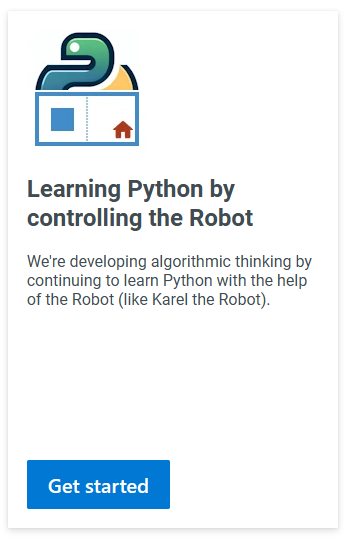 Learning Python by
controlling the Robot
We're developing algorithmic thinking by
continuing to learn Python with the help
of the Robot (like Karel the Robot).
Get started